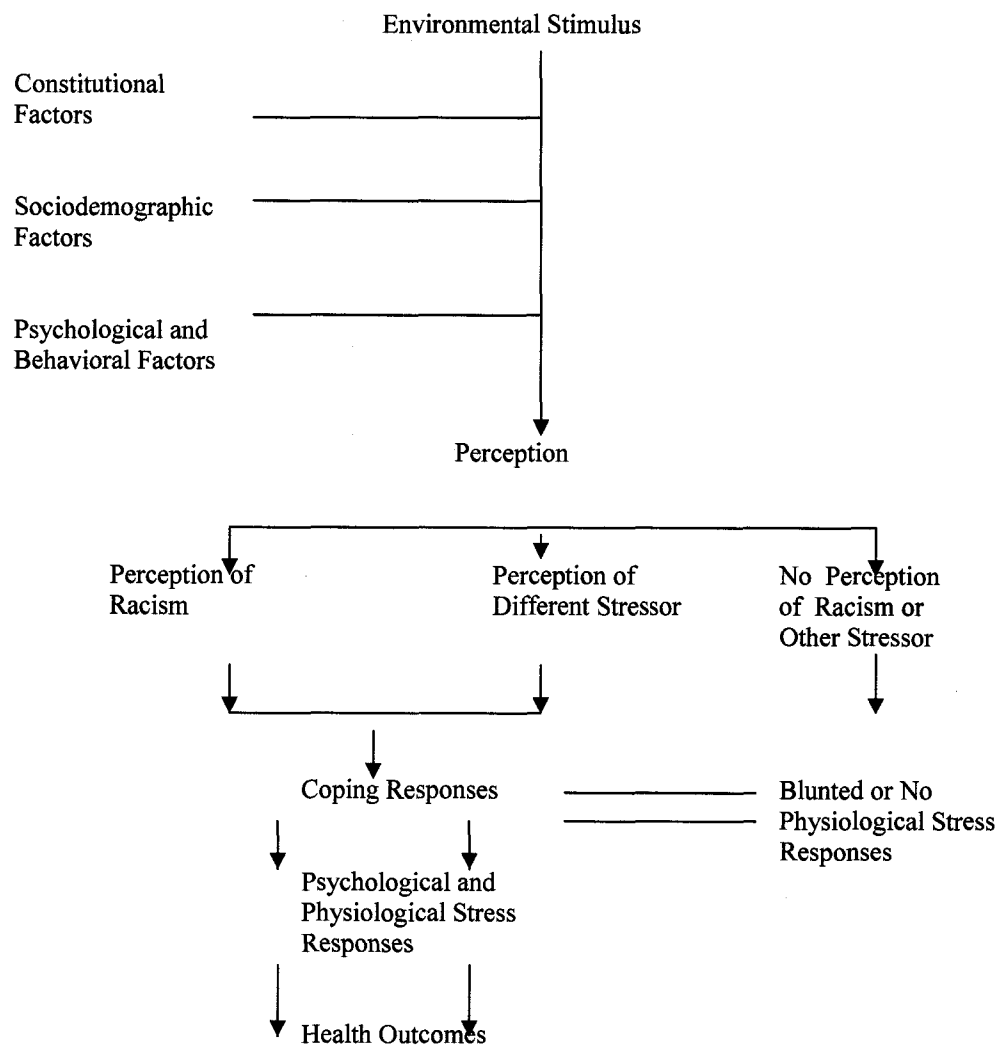 Environmental Stimulus
Constitutional
Factors
Sociodemographic
Factors
Psychological and
Behavioral Factors
Perception
Perception of
Racism
Perception of
Different Stressor
No Perception
of Racism or
Other Stressor
Coping Responses
Blunted or No
Physiological Stress
Responses
Psychological and
Physiological Stress
Responses
Health Outcomes